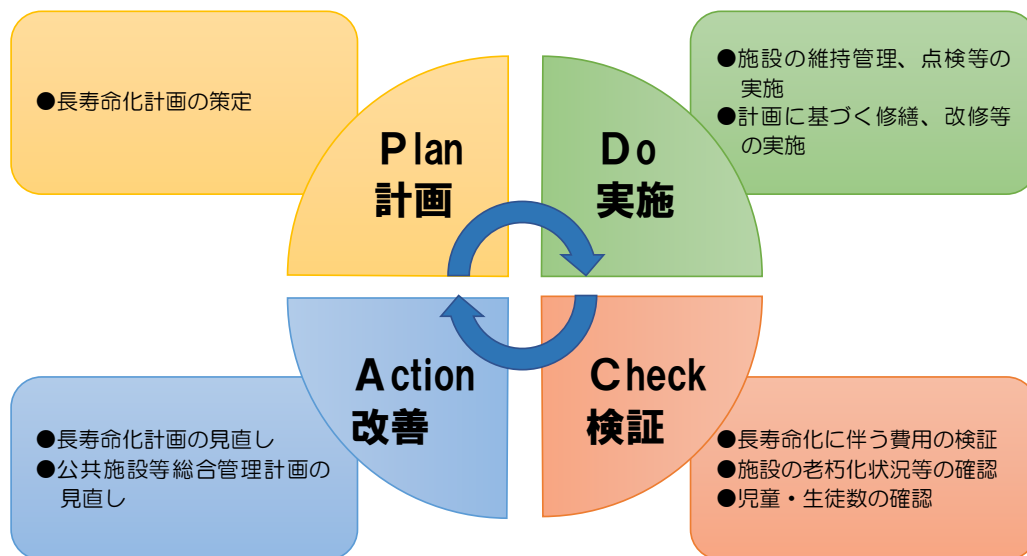 ●長寿命化計画の策定
Plan
計画
●施設の維持管理、点検等の
実施
●計画に基づく修繕、改修等
の実施
Do
実施
●長寿命化計画の見直し
●公共施設等総合管理計画の
見直し
Action
改善
Check
検証
●長寿命化に伴う費用の検証
●施設の老朽化状況等の確認
●児童・生徒数の確認